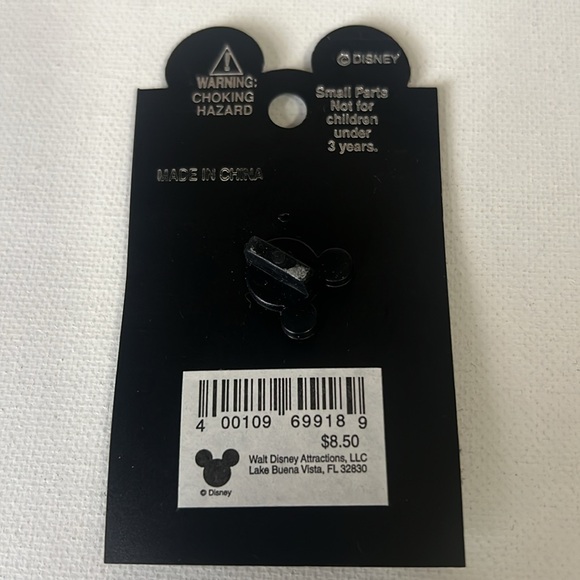 WARNING:
CHOKING
HAZARD
© DISNEY
Small Parts
Not for
children
under
3 years.
MADE IN CHINA
4 00109 69918 9
$8.50
Walt Disney Attractions, LLC
Lake Buena Vista, FL 32830
© Disney